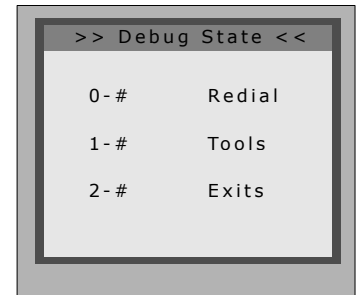 >> Debug State <<
0-# Redial
1-# Tools
2-# Exits